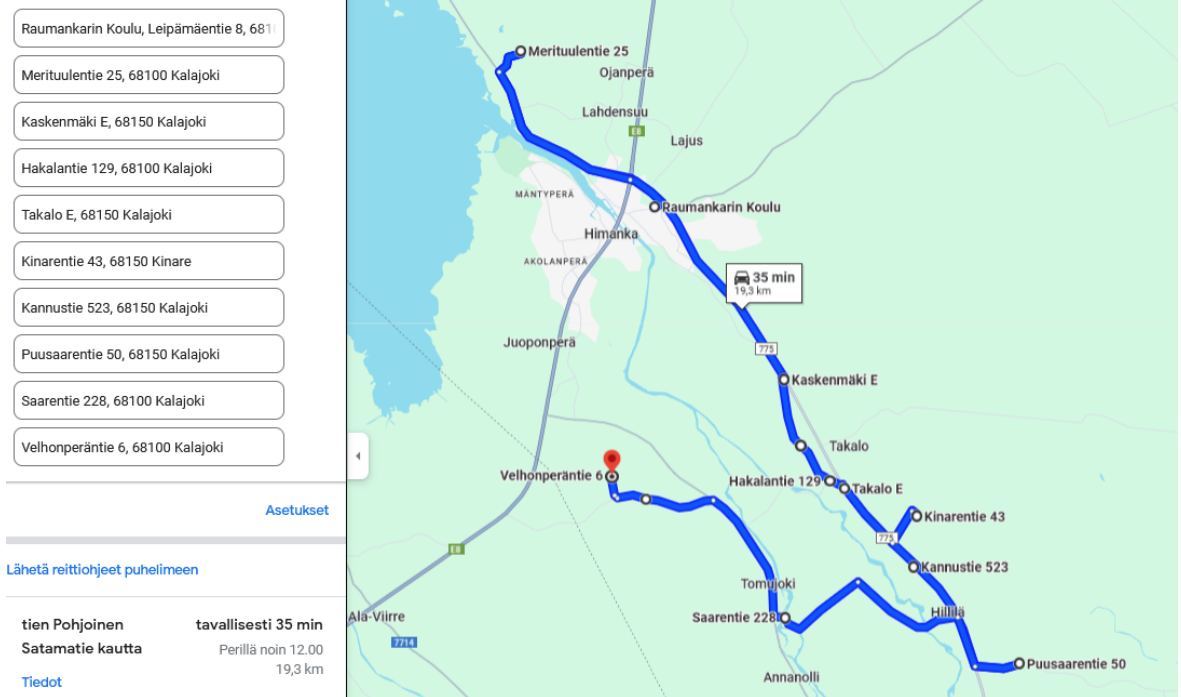 Raumankarin Koulu, Leipämäentie 8, 681
Merituulentie 25, 68100 Kalajoki
Kaskenmäki E, 68150 Kalajoki
Hakalantie 129, 68100 Kalajoki
Takalo E, 68150 Kalajoki
Kinarentie 43, 68150 Kinare
Kannustie 523, 68150 Kalajoki
Puusaarentie 50, 68150 Kalajoki
Saarentie 228, 68100 Kalajoki
Velhonperäntie 6, 68100 Kalajoki
Asetukset
Lähetä reittiohjeet puhelimeen
tien Pohjoinen
Satamatie kautta
tavallisesti 35 min
Perillä noin 12.00
19,3 km
Tiedot
Merituulentie 25
Ojanperä
Lahdensuu
E8
Lajus
MÄNTYPERÄ
Raumankarin Koulu
Himanka
AKOLANPERÄ
35 min
19,3 km
Juoponperä
775
Kaskenmäki E
Takalo
Velhonperäntie 6
Hakalantie 129
Takalo E
Kinarentie 43
775
E8
Kannustie 523
Tomujoki
Ala-Viirre
Saarentie 228
Hillilä
7714
Puusaarentie 50
Annanolli